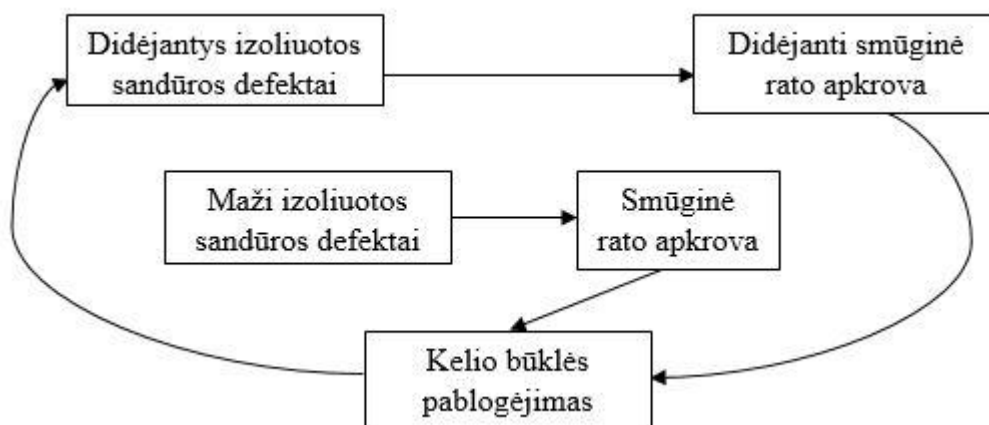 Didėjantys izoliuotos
sandūros defektai
Didėjanti smūginė
rato apkrova
Maži izoliuotos
sandūros defektai
Smūginė
rato apkrova
Kelio būklės
pablogėjimas